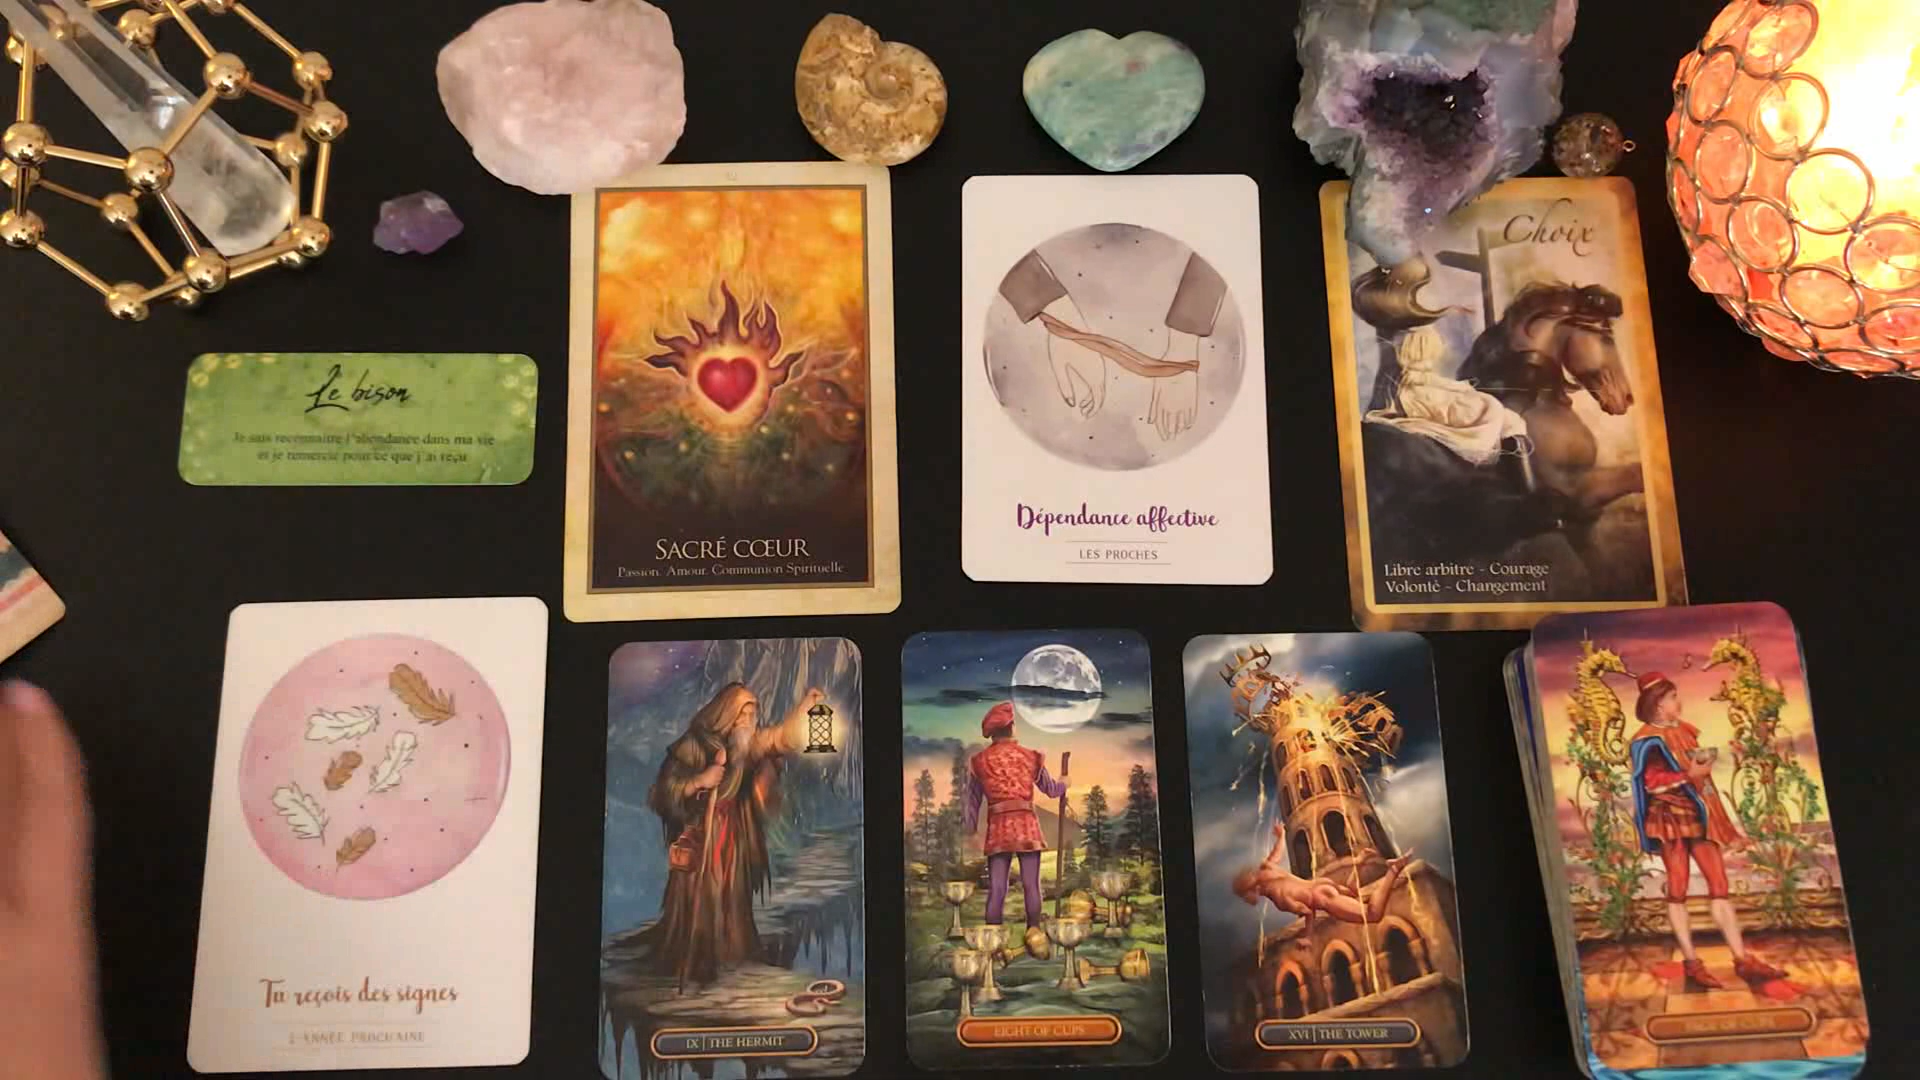 Choix
Le bison
Je sais reconnaître l'abondance dans ma vie
et je remercie pour ce que j'ai reçu
SACRÉ CŒUR
Passion. Amour. Communion Spirituelle
Dépendance affective
LES PROCHES
Libre arbitre - Courage
Volonté - Changement
Tu reçois des signes
L'ANNÉE PROCHAINE
IX THE HERMIT
EIGHT OF CUPS
XVI THE TOWER